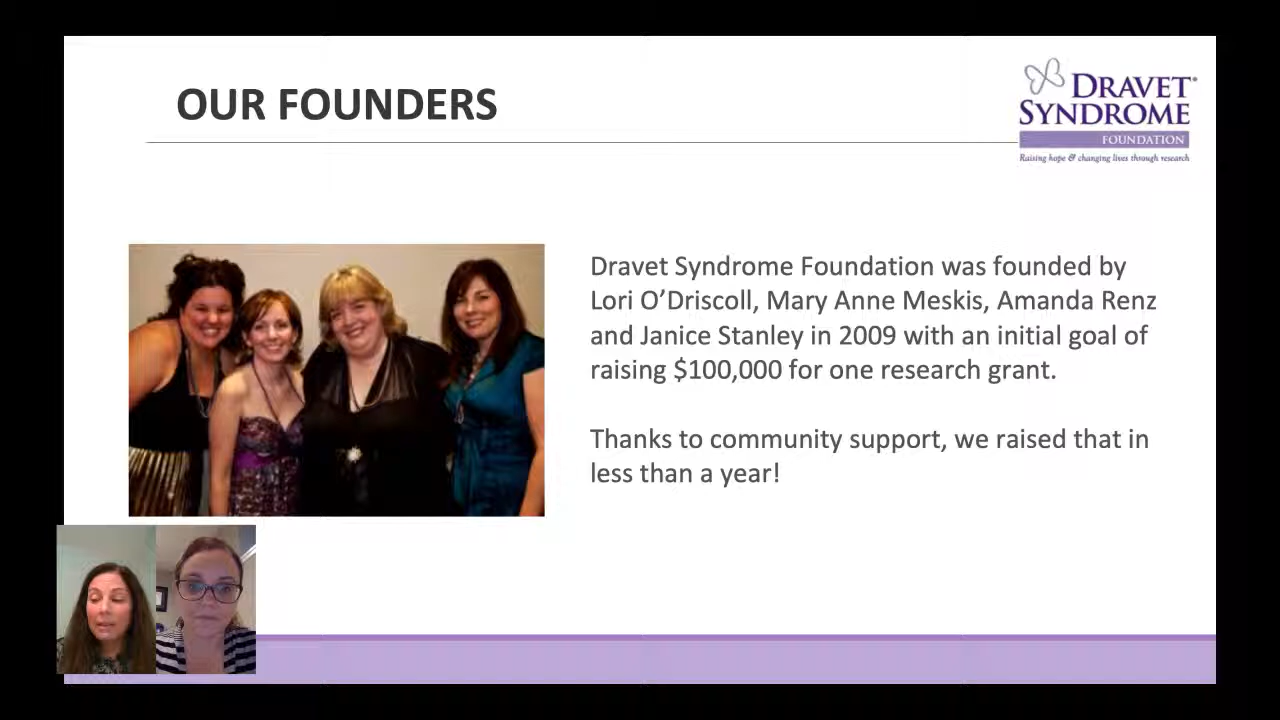 OUR FOUNDERS
DRAVET®
SYNDROME
FOUNDATION
Raising hope & changing lives through research
Dravet Syndrome Foundation was founded by
Lori O’Driscoll, Mary Anne Meskis, Amanda Renz
and Janice Stanley in 2009 with an initial goal of
raising $100,000 for one research grant.
Thanks to community support, we raised that in
less than a year!